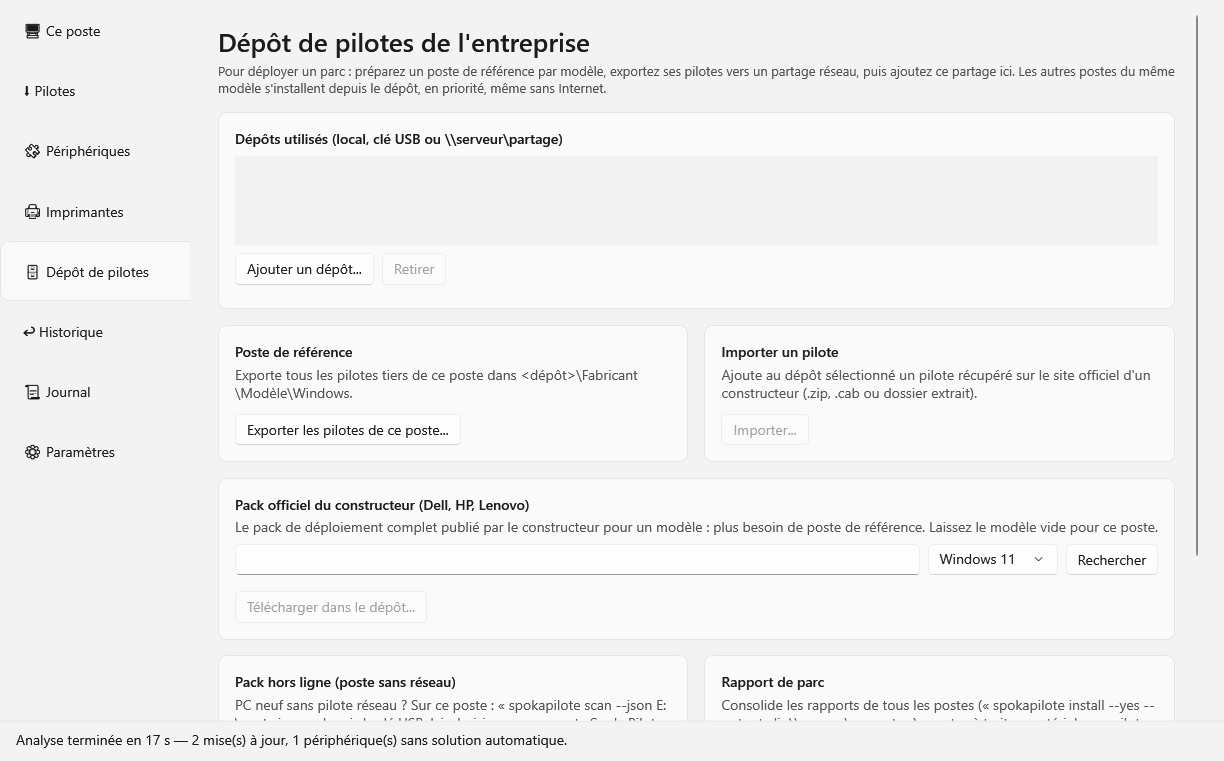 Ce poste
Pilotes
Périphériques
Imprimantes
Dépôt de pilotes
Historique
Journal
Paramètres
Dépôt de pilotes de l'entreprise
Pour déployer un parc : préparez un poste de référence par modèle, exportez ses pilotes vers un partage réseau, puis ajoutez ce partage ici. Les autres postes du même
modèle s'installent depuis le dépôt, en priorité, même sans Internet.
Dépôts utilisés (local, clé USB ou \\serveur\partage)
Ajouter un dépôt...
Retirer
Poste de référence
Exporte tous les pilotes tiers de ce poste dans <dépôt>\Fabricant
\Modèle\Windows.
Exporter les pilotes de ce poste...
Importer un pilote
Ajoute au dépôt sélectionné un pilote récupéré sur le site officiel d'un
constructeur (.zip, .cab ou dossier extrait).
Importer...
Pack officiel du constructeur (Dell, HP, Lenovo)
Le pack de déploiement complet publié par le constructeur pour un modèle : plus besoin de poste de référence. Laissez le modèle vide pour ce poste.
Windows 11
Rechercher
Télécharger dans le dépôt...
Pack hors ligne (poste sans réseau)
PC neuf sans pilote réseau ? Sur ce poste : « spokapilote scan --json E:
Rapport de parc
Consolide les rapports de tous les postes (« spokapilote install --yes --
Analyse terminée en 17 s — 2 mise(s) à jour, 1 périphérique(s) sans solution automatique.